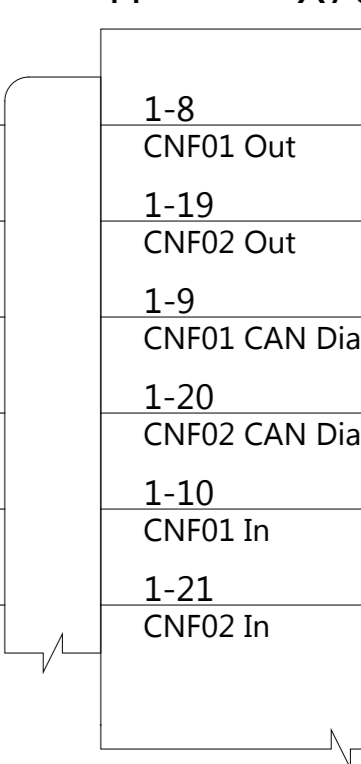 1-8
CNF01 Out
1-19
CNF02 Out
1-9
CNF01 CAN Dia
1-20
CNF02 CAN Dia
1-10
CNF01 In
1-21
CNF02 In